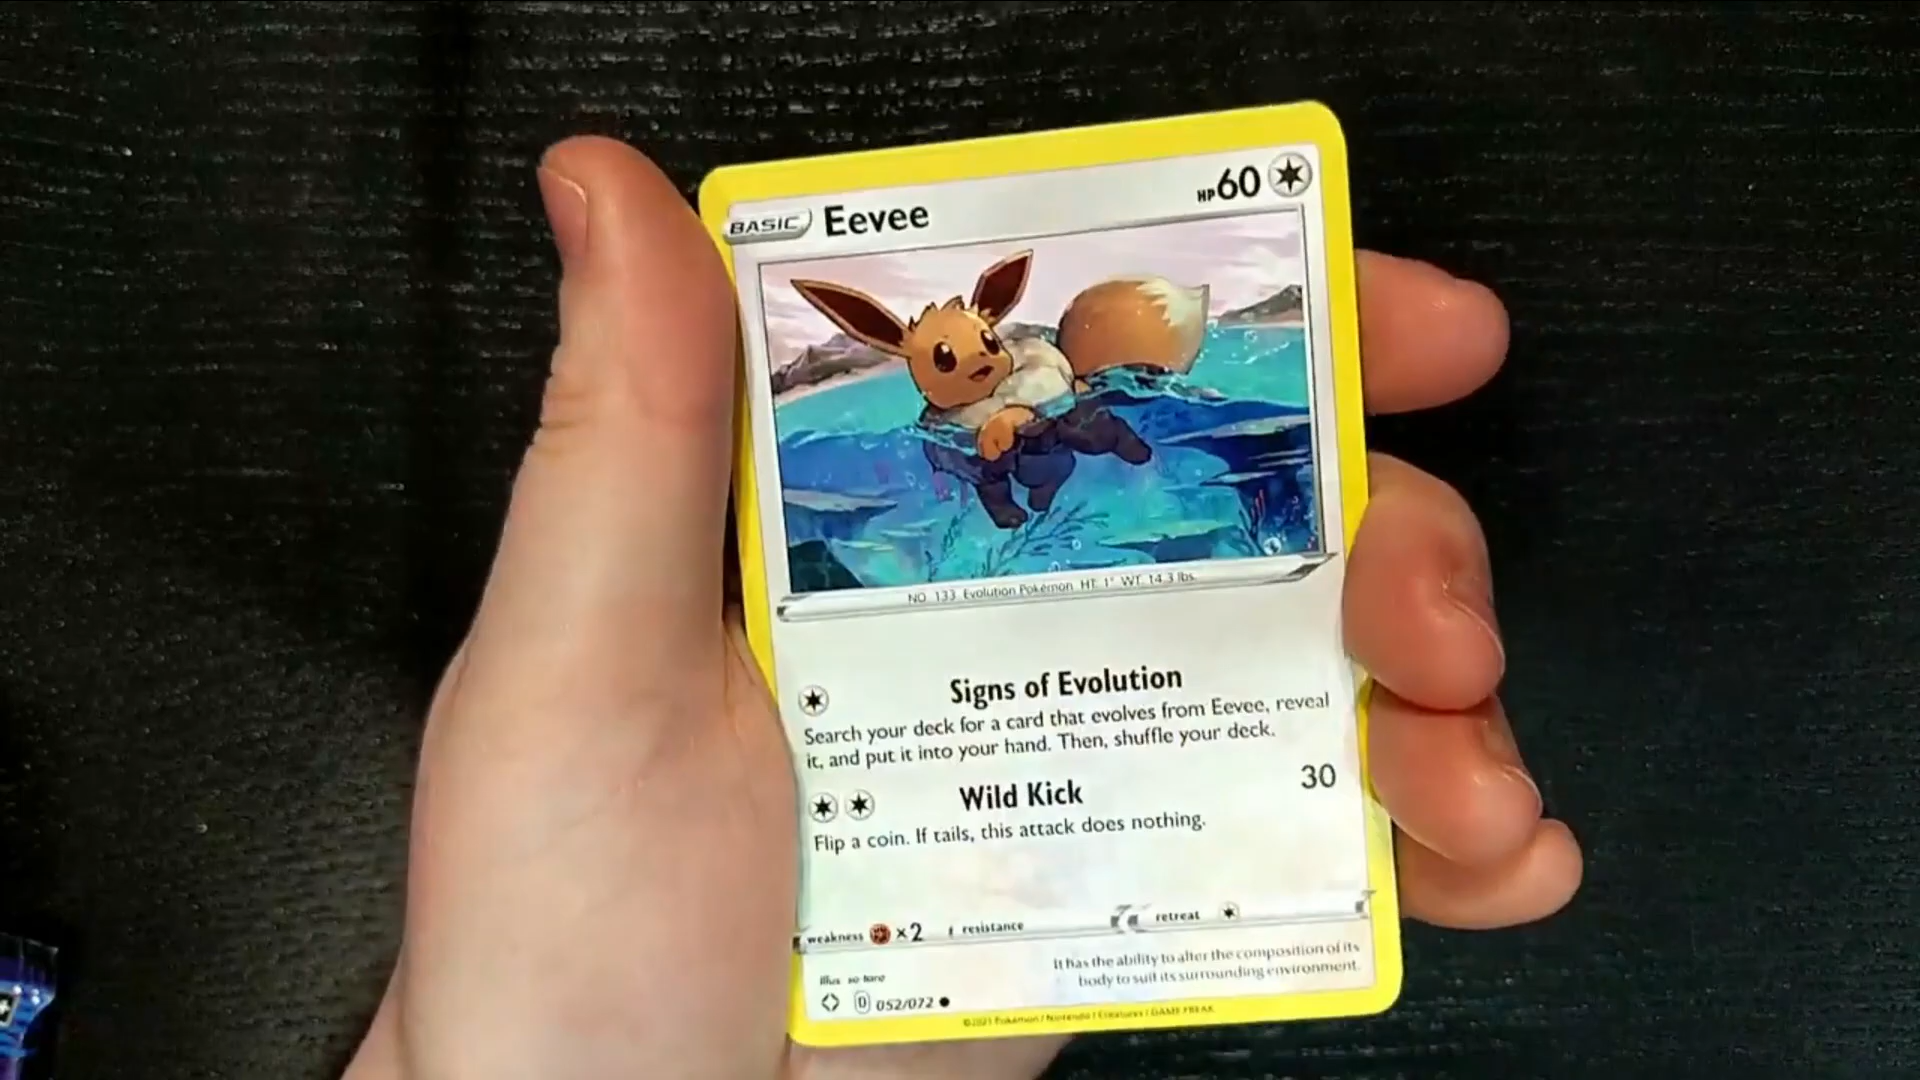 BASIC Eevee HP 60
NO. 133 Evolution Pokémon HT: 1" WT: 14.3 lbs.
Signs of Evolution
Search your deck for a card that evolves from Eevee, reveal
it, and put it into your hand. Then, shuffle your deck.
Wild Kick 30
Flip a coin. If tails, this attack does nothing.
weakness ×2 resistance retreat
It has the ability to alter the composition of its
body to suit its surrounding environment.
Illus.
D 052/072
©2021 Pokémon / Nintendo / Creatures / GAME FREAK